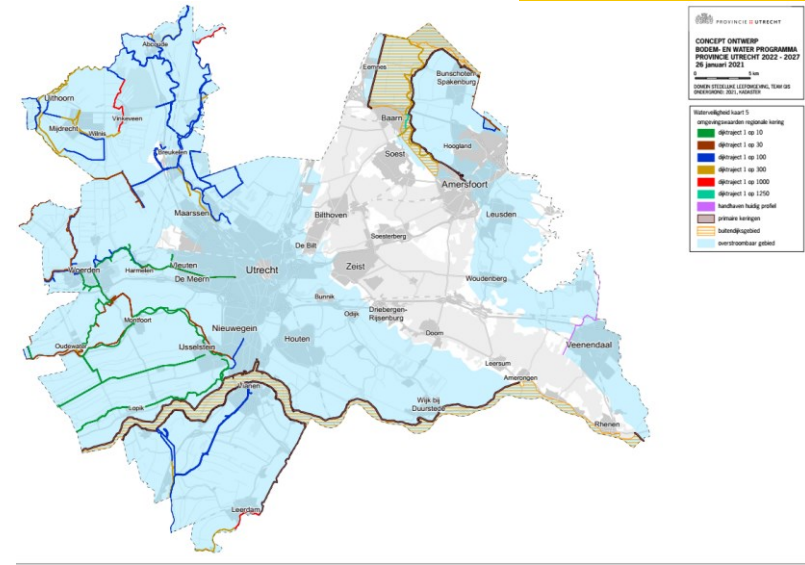 PROVINCIE UTRECHT
CONCEPT ONTWERP
BODEM- EN WATER PROGRAMMA
PROVINCIE UTRECHT 2022 - 2027
26 januari 2021
0 5 km
DOMEIN STEDELIJKE LEEFOMGEVING, TEAM GIS
ONDERGROND: 2021, KADASTER
Waterveiligheid kaart 5
omgevingswaarden regionale kering
dijktraject 1 op 10
dijktraject 1 op 30
dijktraject 1 op 100
dijktraject 1 op 300
dijktraject 1 op 1000
dijktraject 1 op 1250
handhaven huidig profiel
primaire keringen
buitendijksgebied
overstroombaar gebied
Abcoude
Eemnes
Bunschoten
Spakenburg
Uithoorn
Mijdrecht
Wilnis
Vinkeveen
Baarn
Breukelen
Soest
Hoogland
Amersfoort
Maarssen
Bilthoven
Leusden
Soesterberg
De Bilt
Vleuten
Woerden
Harmelen
De Meern
Utrecht
Zeist
Woudenberg
Bunnik
Odijk
Driebergen-
Rijsenburg
Montfoort
Nieuwegein
Houten
Doorn
Veenendaal
Oudewater
IJsselstein
Leersum
Amerongen
Vianen
Lopik
Wijk bij
Duurstede
Rhenen
Leerdam